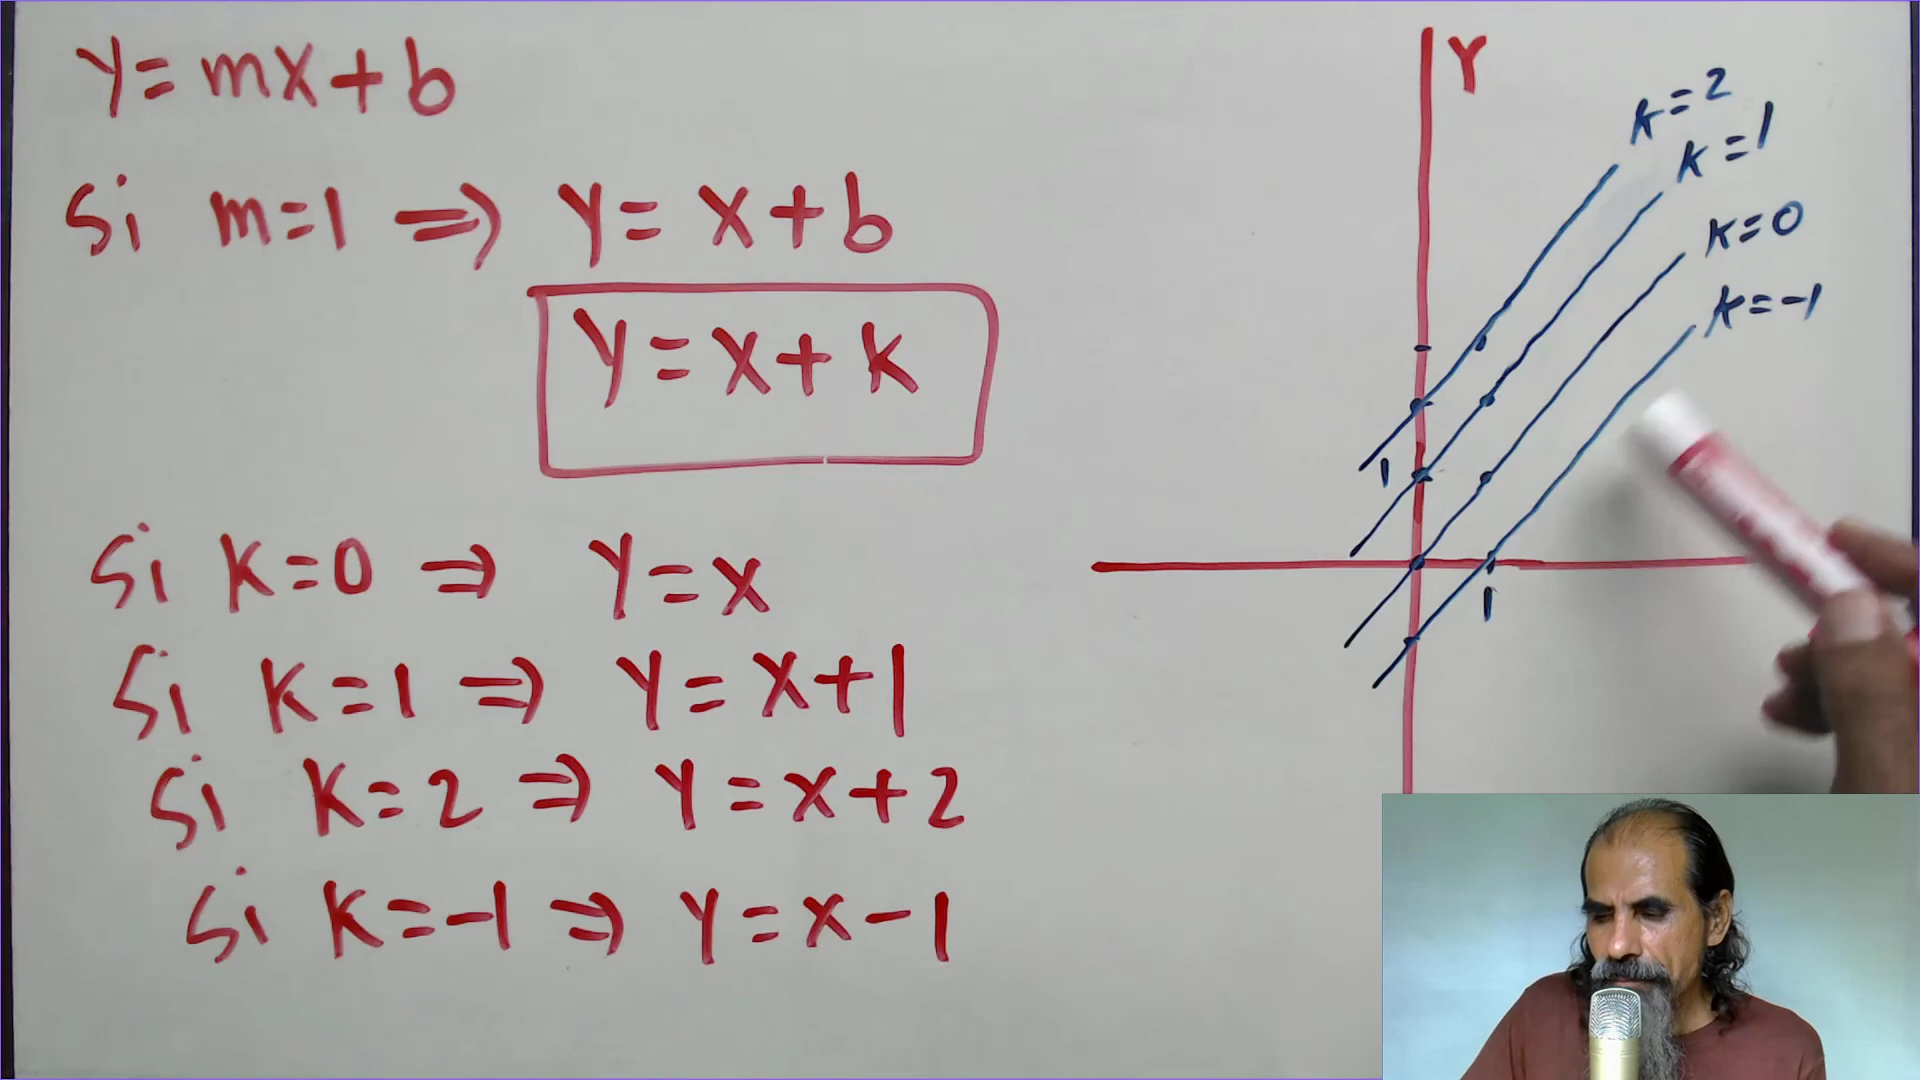 Y = mx + b
Si m = 1 ⇒ Y = x + b
Y = x + k
Si K = 0 ⇒ Y = x
Si K = 1 ⇒ Y = x + 1
Si K = 2 ⇒ Y = x + 2
Si K = -1 ⇒ Y = x - 1
Y
k = 2
k = 1
k = 0
k = -1
1
1